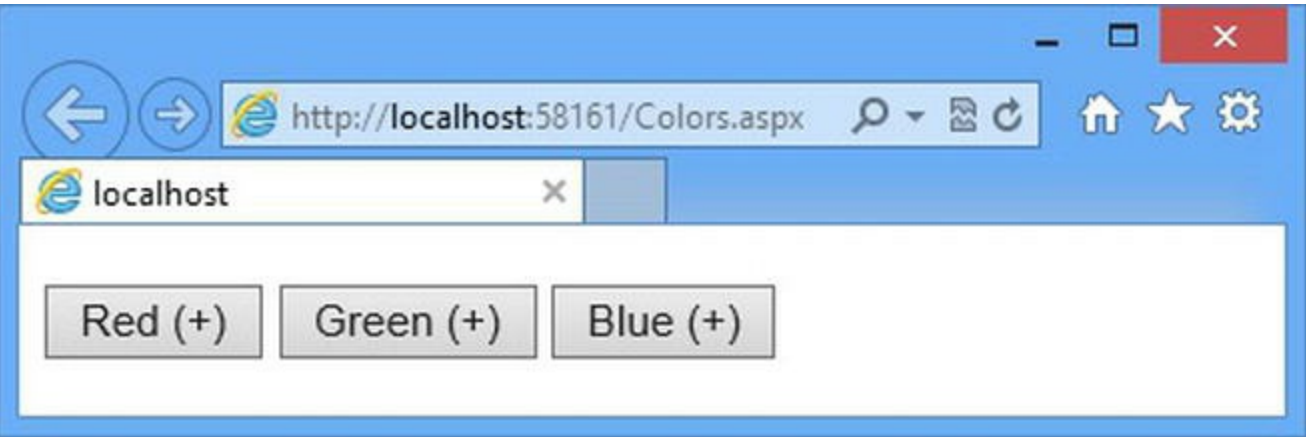 http://localhost:58161/Colors.aspx
localhost
Red (+) Green (+) Blue (+)